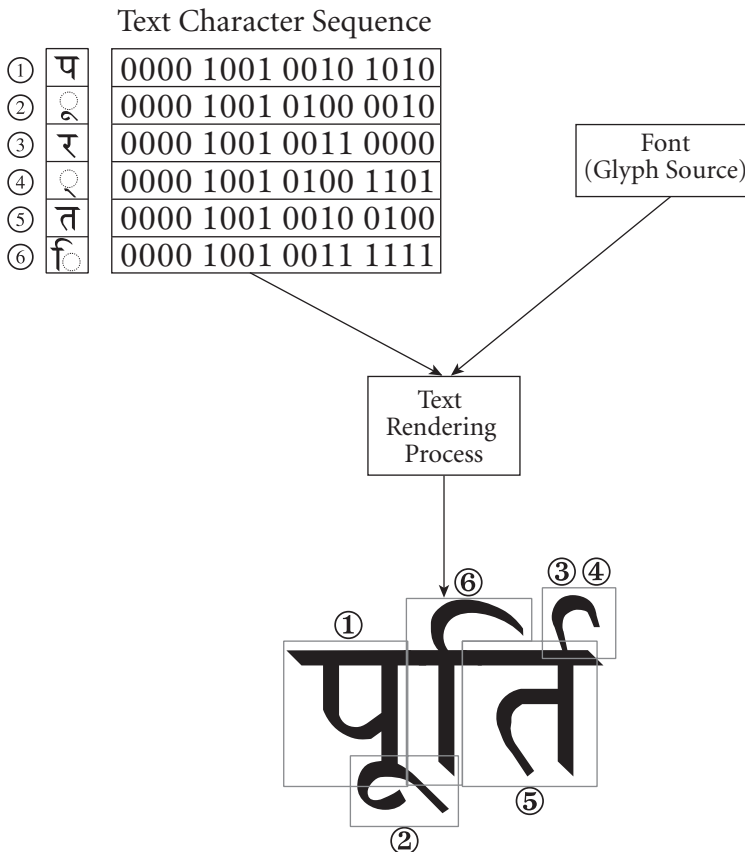 Text Character Sequence
① प 0000 1001 0010 1010
② ू 0000 1001 0100 0010
③ र 0000 1001 0011 0000
④ ् 0000 1001 0100 1101
⑤ त 0000 1001 0010 0100
⑥ ि 0000 1001 0011 1111
Font
(Glyph Source)
Text
Rendering
Process
③ ④
⑥
①
पूर्ति
⑤
②